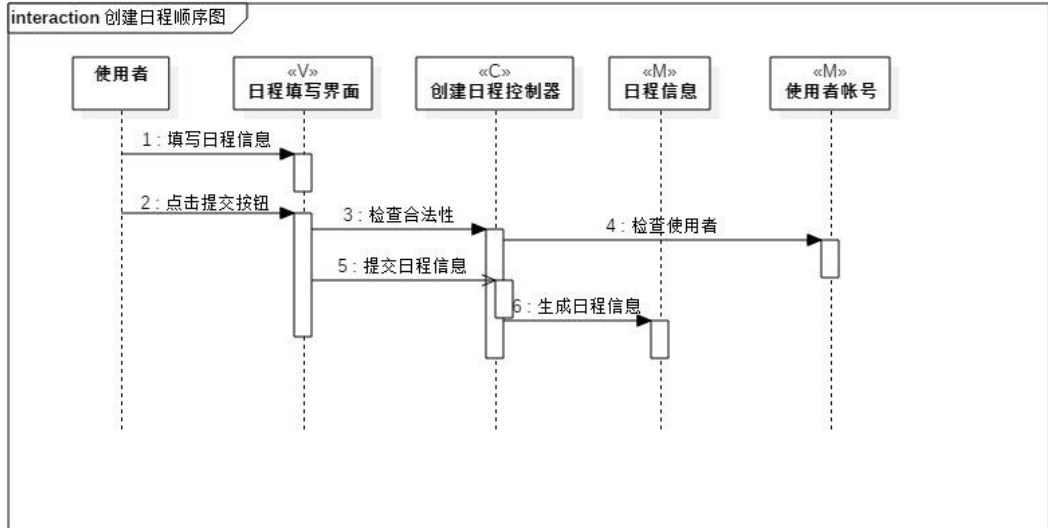 interaction 创建日程顺序图
使用者
«V»
日程填写界面
«C»
创建日程控制器
«M»
日程信息
«M»
使用者帐号
1 : 填写日程信息
2 : 点击提交按钮
3 : 检查合法性
4 : 检查使用者
5 : 提交日程信息
6 : 生成日程信息